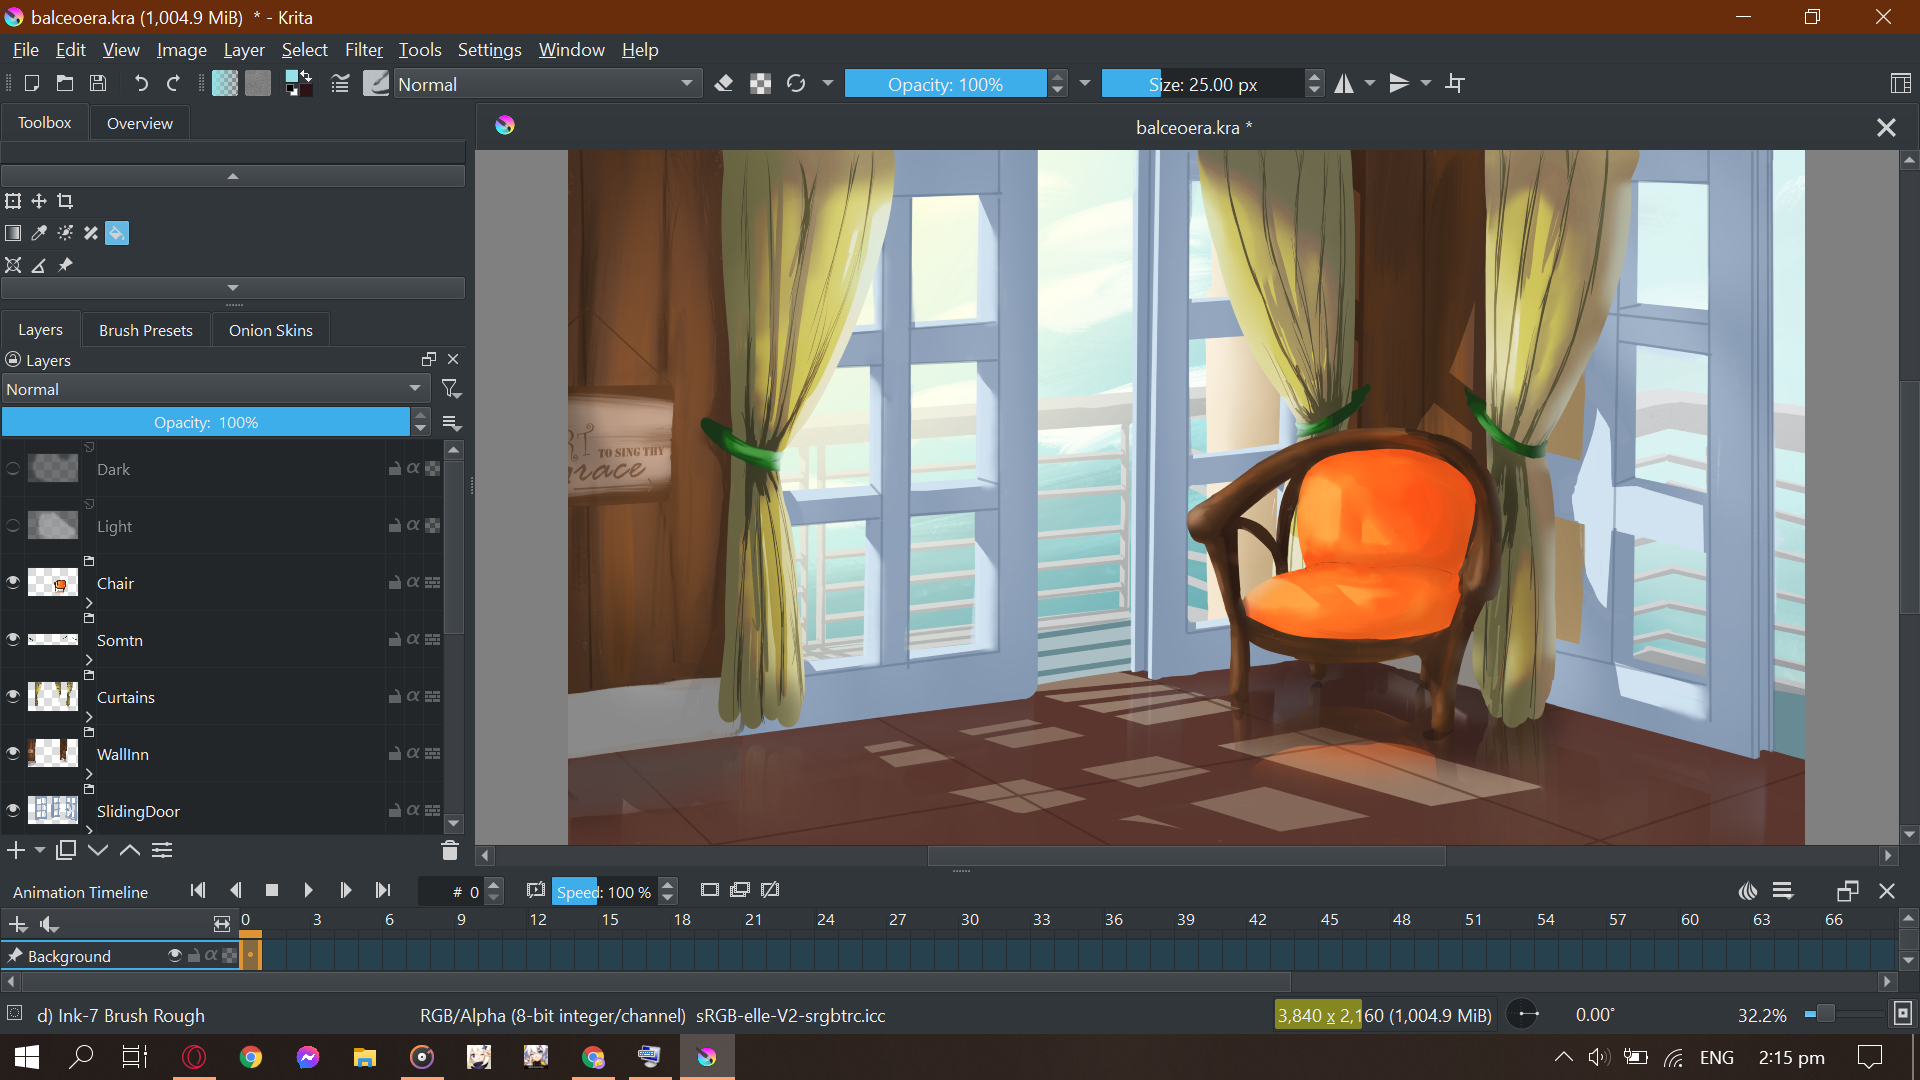 balceoera.kra (1,004.9 MiB) * - Krita
File Edit View Image Layer Select Filter Tools Settings Window Help
Normal Opacity: 100% Size: 25.00 px
Toolbox Overview
balceoera.kra *
Layers Brush Presets Onion Skins
Layers
Normal
Opacity: 100%
Dark
Light
Chair
Somtn
Curtains
WallInn
SlidingDoor
TO SING THY
Animation Timeline # 0 Speed: 100 %
0 3 6 9 12 15 18 21 24 27 30 33 36 39 42 45 48 51 54 57 60 63 66
Background
d) Ink-7 Brush Rough RGB/Alpha (8-bit integer/channel) sRGB-elle-V2-srgbtrc.icc 3,840 x 2,160 (1,004.9 MiB) 0.00° 32.2%
ENG 2:15 pm